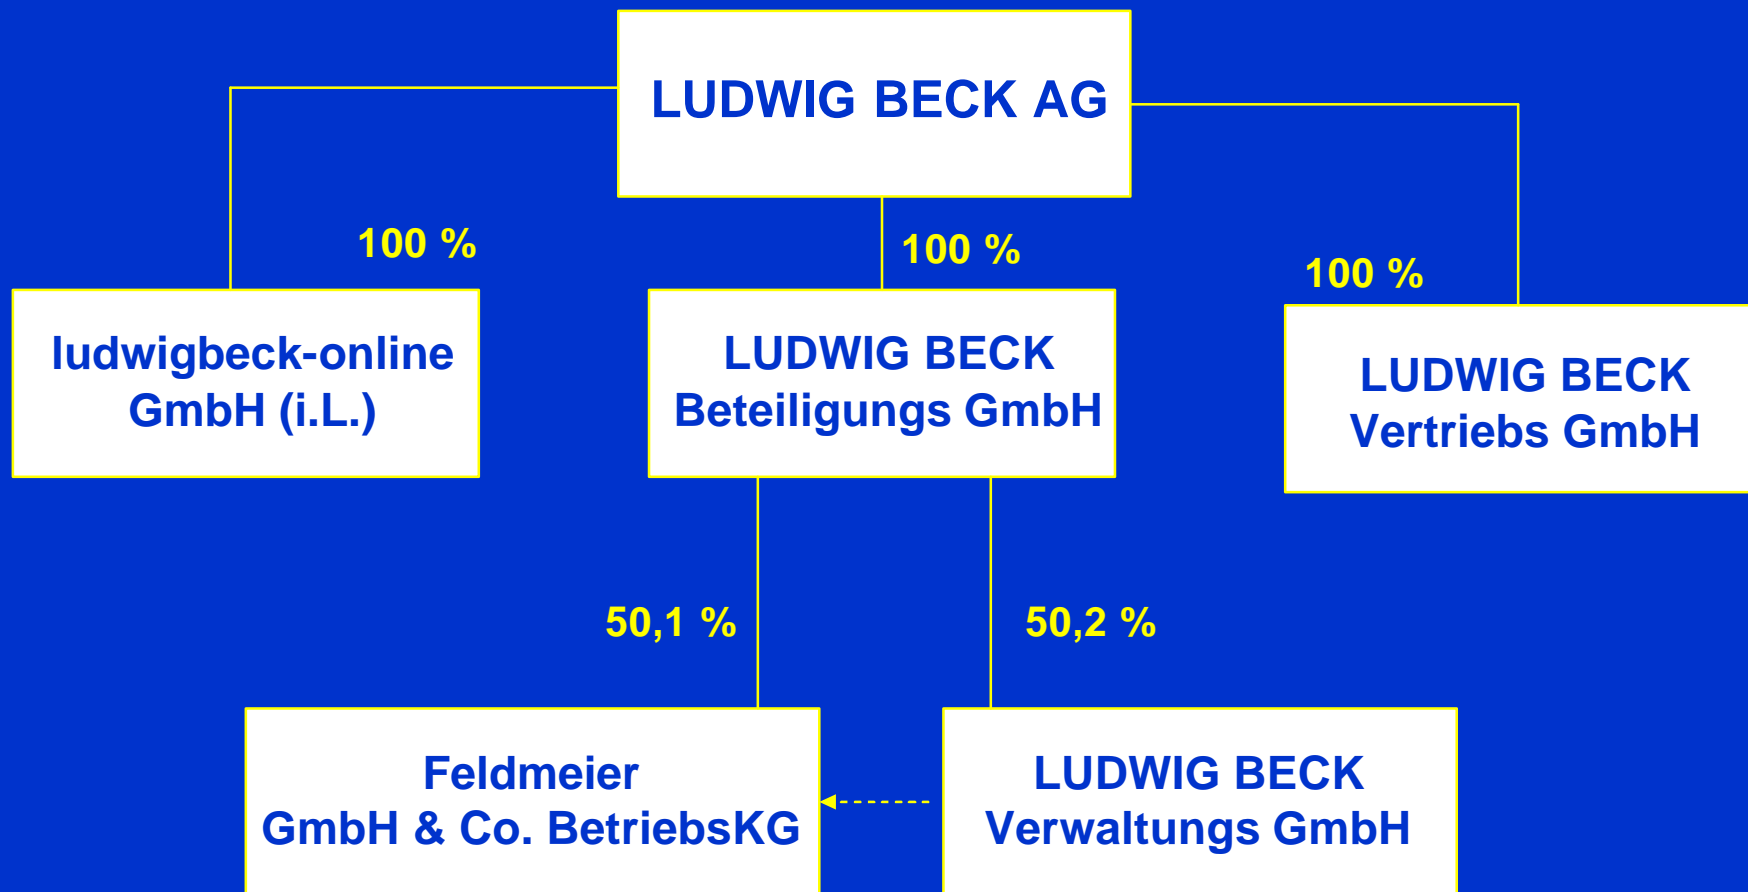 LUDWIG BECK AG
100 %
100 %
100 %
ludwigbeck-online
GmbH (i.L.)
LUDWIG BECK
Beteiligungs GmbH
LUDWIG BECK
Vertriebs GmbH
50,1 %
50,2 %
Feldmeier
GmbH & Co. BetriebsKG
LUDWIG BECK
Verwaltungs GmbH